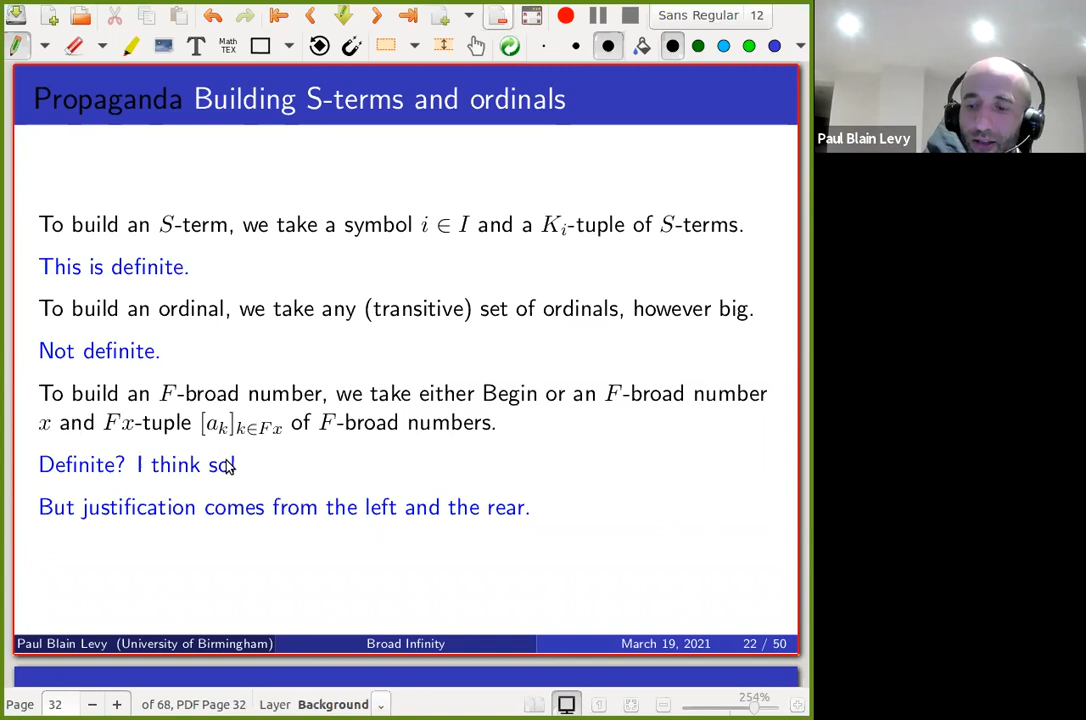 Sans Regular 12
Math
TEX
Propaganda Building S-terms and ordinals
Paul Blain Levy
To build an S-term, we take a symbol i ∈ I and a K_i-tuple of S-terms.
This is definite.
To build an ordinal, we take any (transitive) set of ordinals, however big.
Not definite.
To build an F-broad number, we take either Begin or an F-broad number
x and Fx-tuple [a_k]_{k∈Fx} of F-broad numbers.
Definite? I think so!
But justification comes from the left and the rear.
Paul Blain Levy (University of Birmingham) Broad Infinity March 19, 2021 22 / 50
Page 32 of 68, PDF Page 32 Layer Background 254%